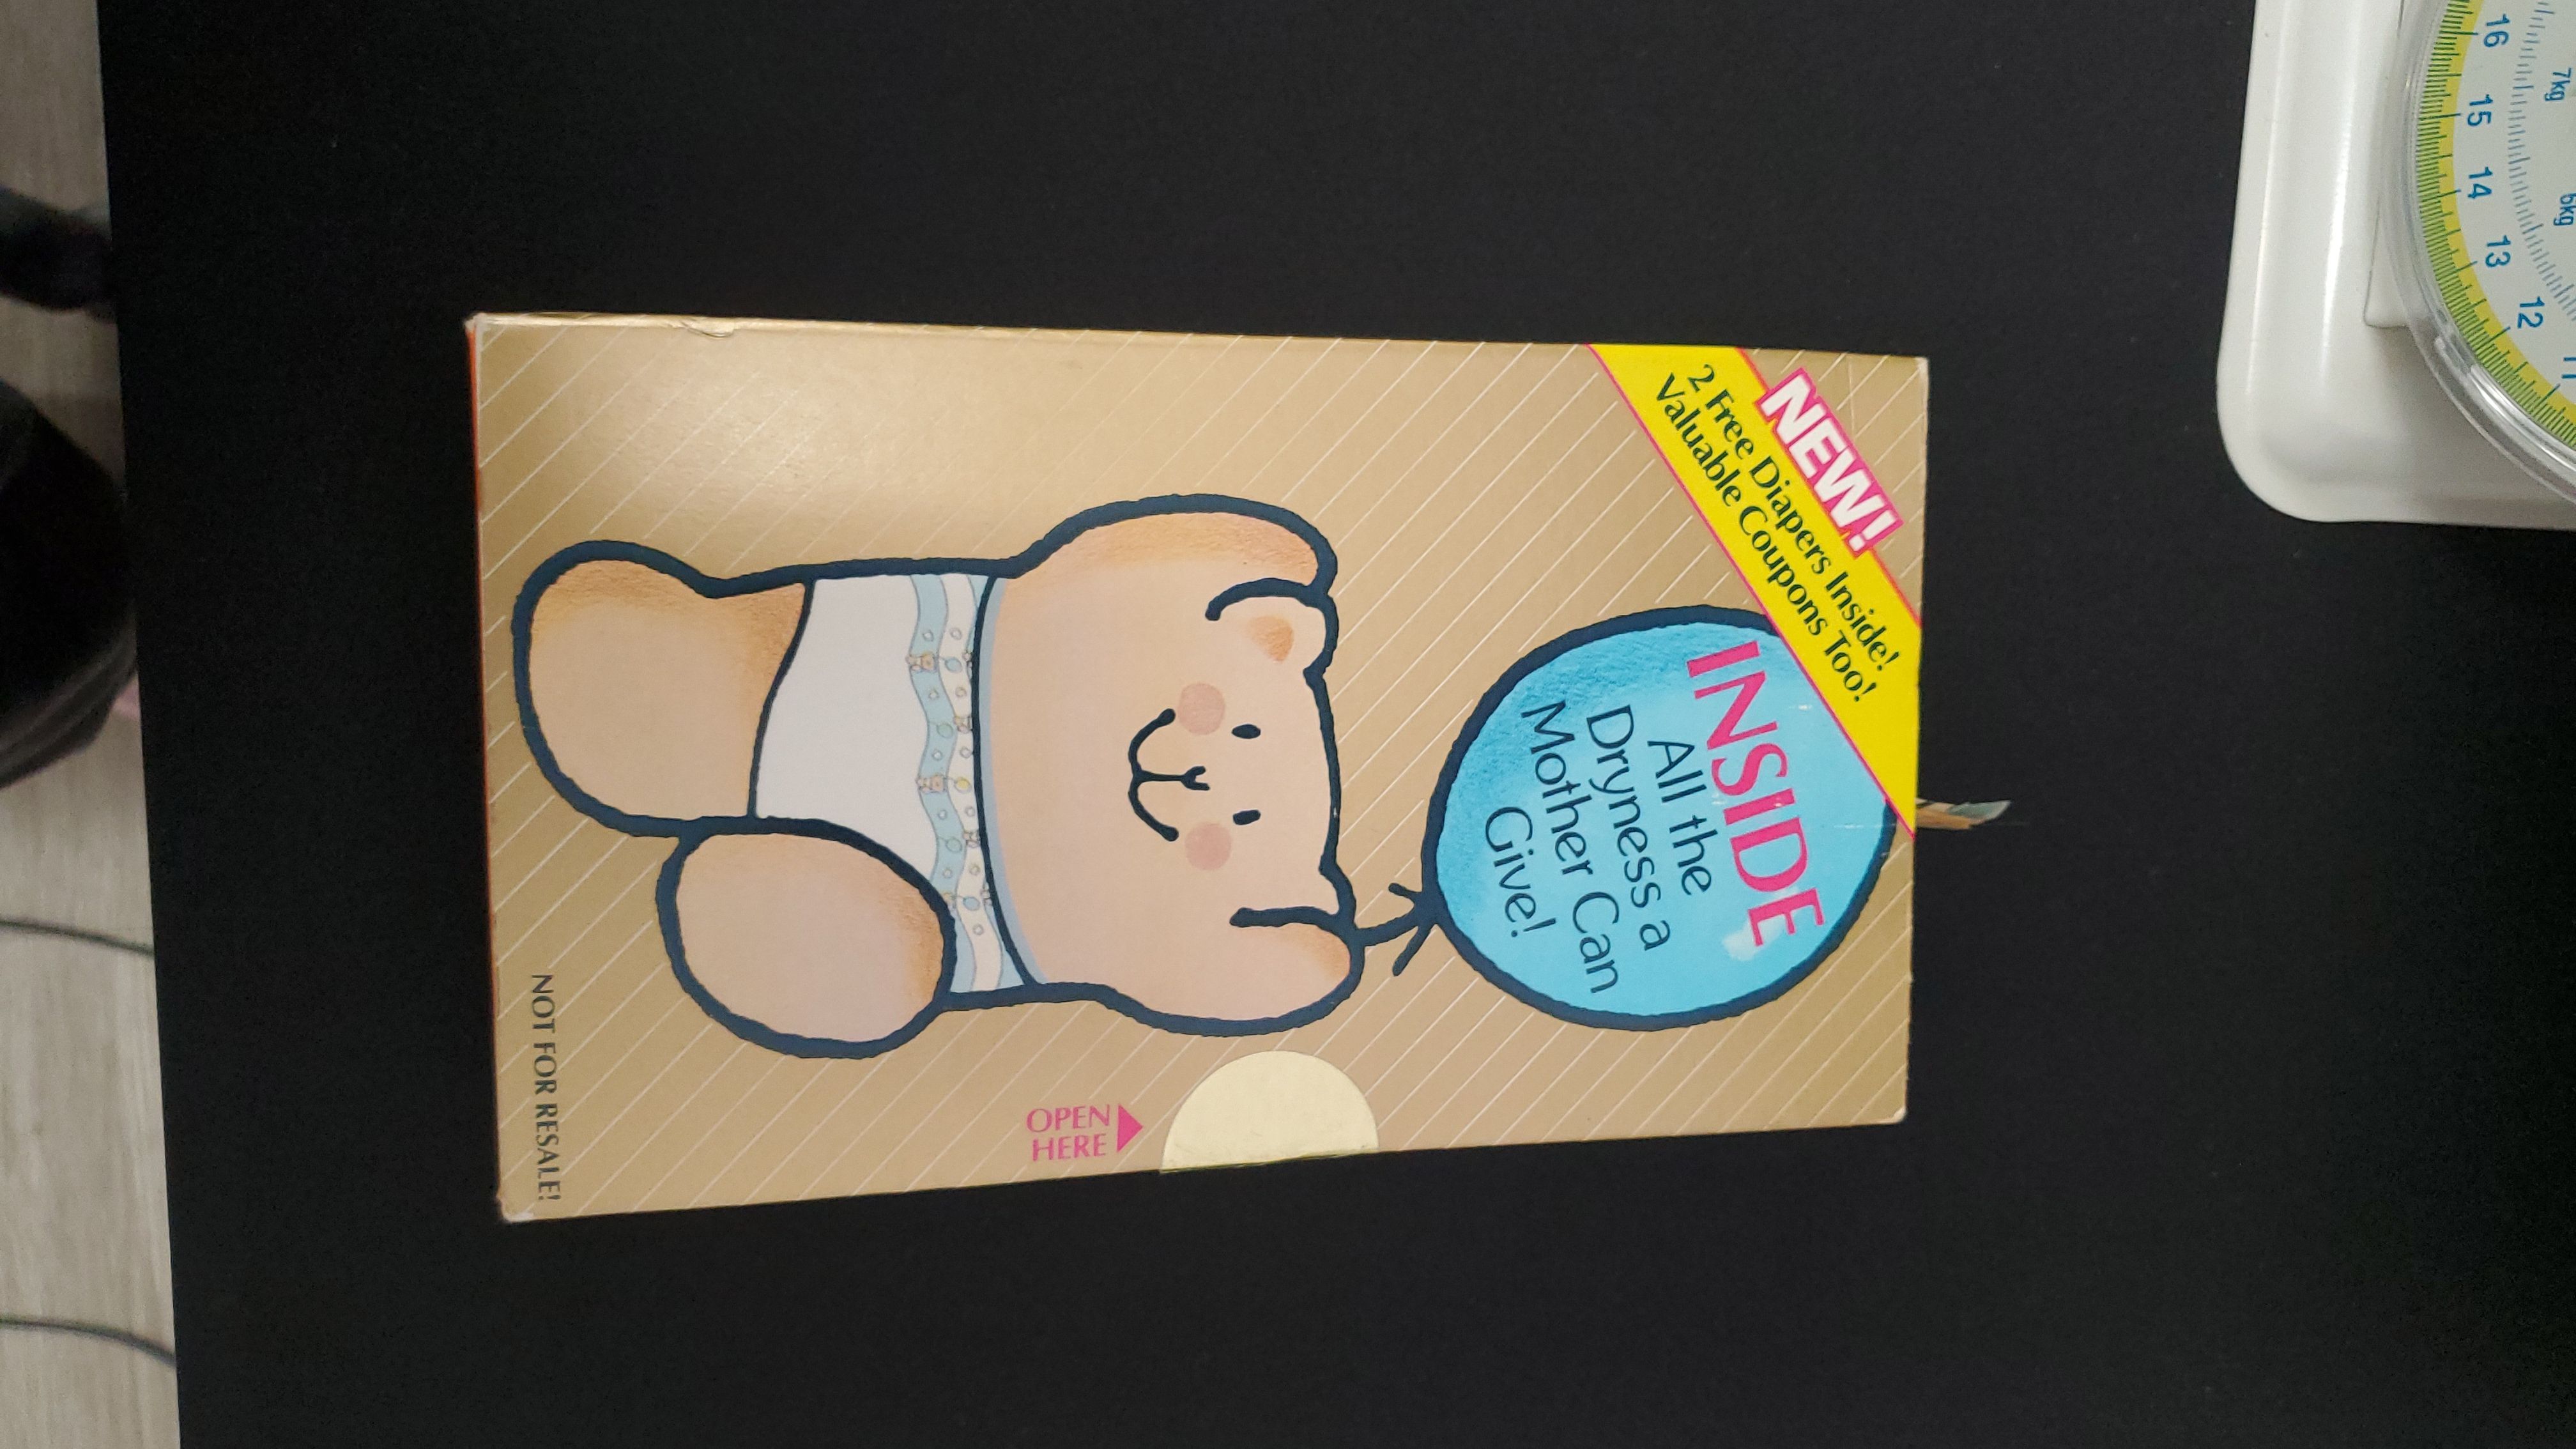 NEW!
2 Free Diapers Inside!
Valuable Coupons Too!
INSIDE
All the
Dryness a
Mother Can
Give!
OPEN
HERE
NOT FOR RESALE!
16
15
14
13
12
11
7kg